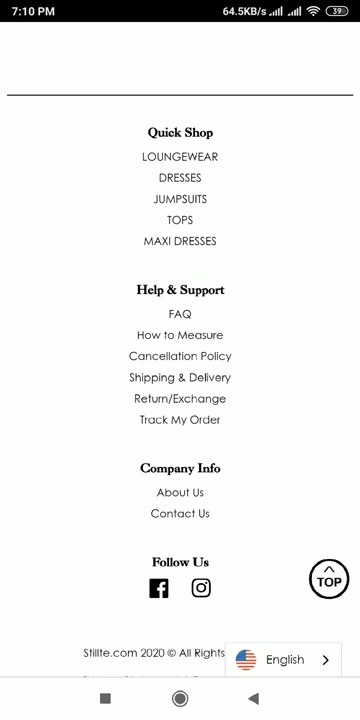 7:10 PM 64.5KB/s 39
Quick Shop
LOUNGEWEAR
DRESSES
JUMPSUITS
TOPS
MAXI DRESSES
Help & Support
FAQ
How to Measure
Cancellation Policy
Shipping & Delivery
Return/Exchange
Track My Order
Company Info
About Us
Contact Us
Follow Us
TOP
Stillte.com 2020 © All Rights
English